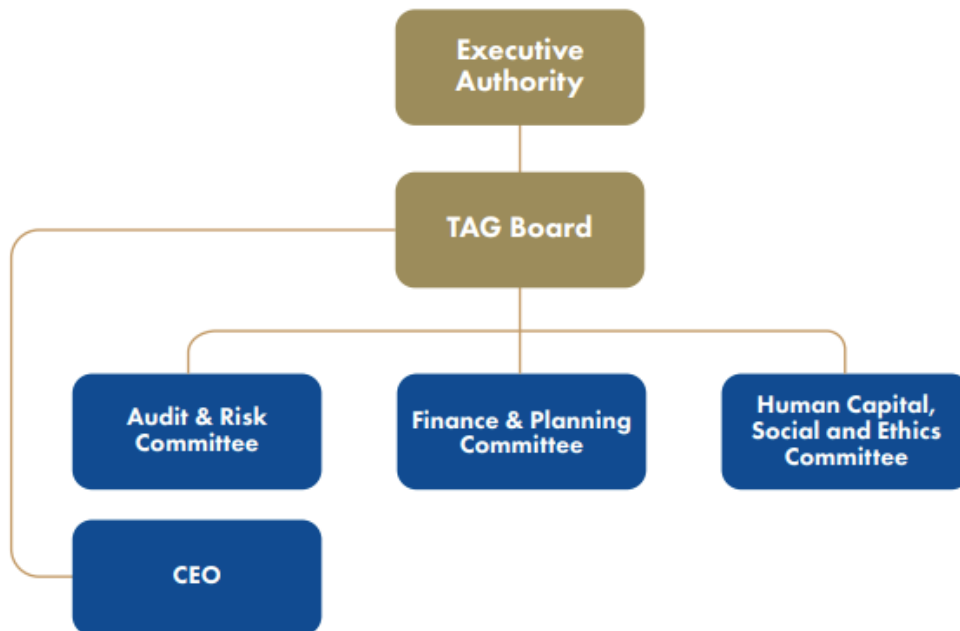 Executive
Authority
TAG Board
Audit & Risk
Committee
Finance & Planning
Committee
Human Capital,
Social and Ethics
Committee
CEO